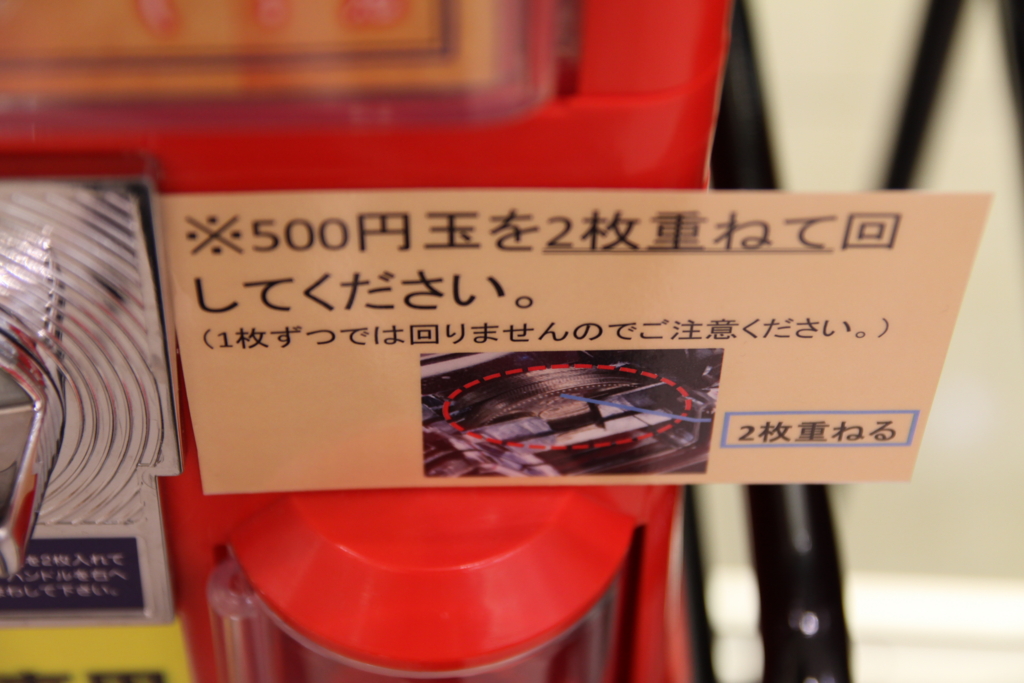 ※500円玉を2枚重ねて回
してください。
(1枚ずつでは回りませんのでご注意ください。)
2枚重ねる
を2枚入れて
ハンドルを右へ
して下さい。